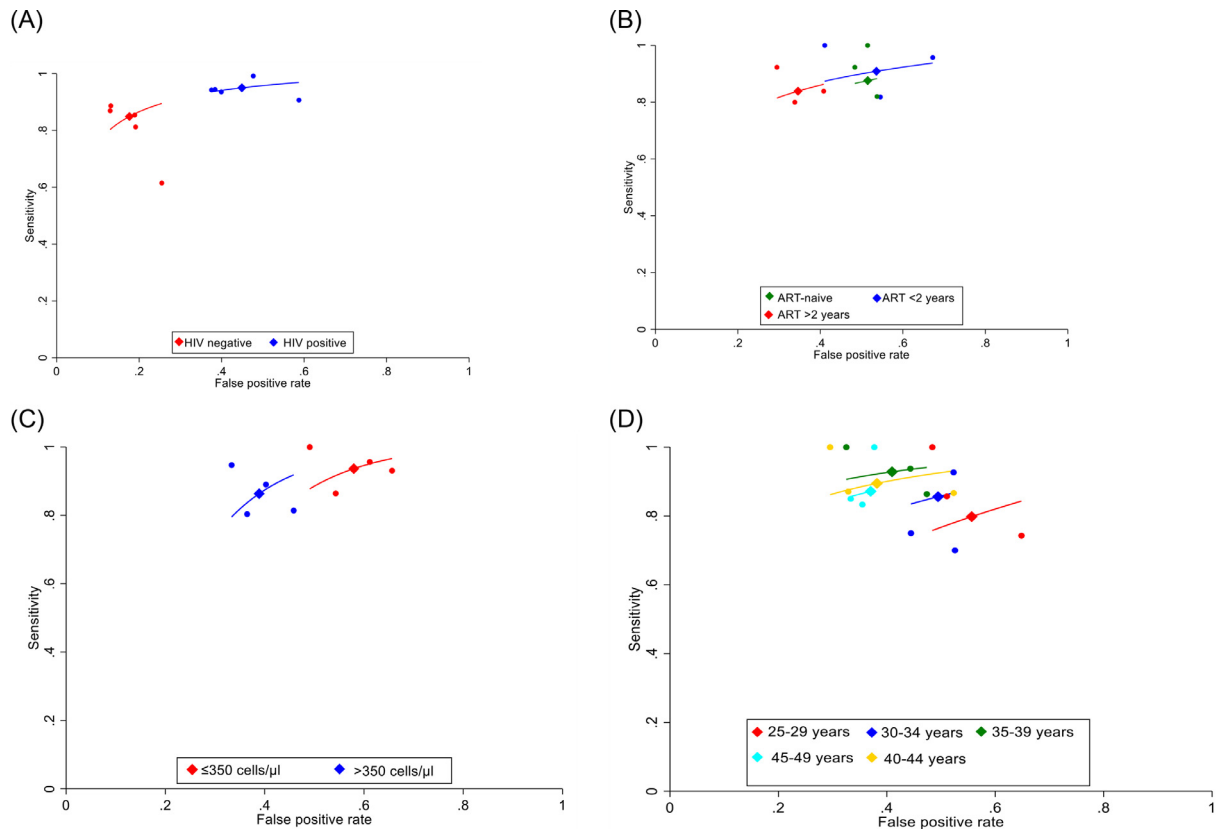 (A)
1
.8
.6
.4
.2
0
Sensitivity
HIV negative HIV positive
0 .2 .4 .6 .8 1
False positive rate
(B)
1
.8
.6
.4
.2
0
Sensitivity
ART-naive ART <2 years
ART >2 years
0 .2 .4 .6 .8 1
False positive rate
(C)
1
.8
.6
.4
.2
0
Sensitivity
≤350 cells/µl >350 cells/µl
0 .2 .4 .6 .8 1
False positive rate
(D)
1
.8
.6
.4
.2
0
Sensitivity
25-29 years 30-34 years 35-39 years
45-49 years 40-44 years
0 .2 .4 .6 .8 1
False positive rate